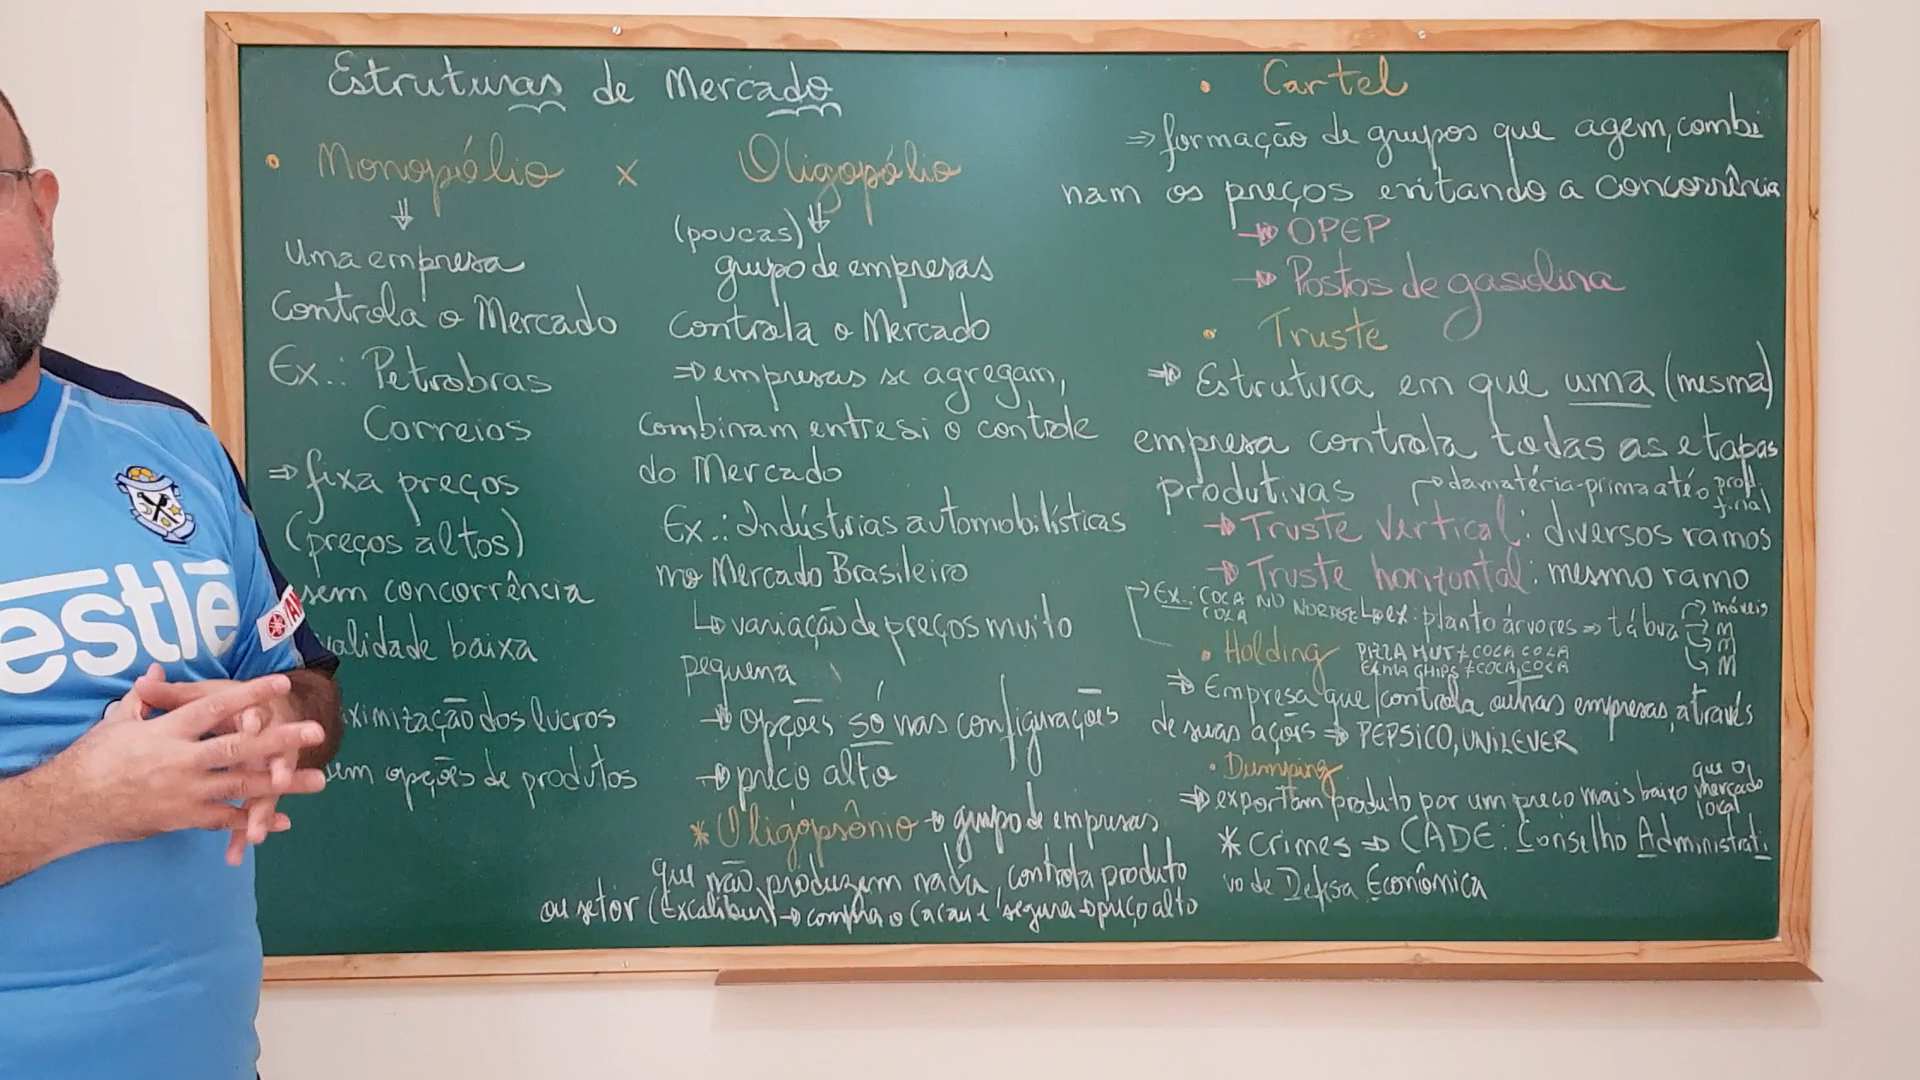 Estruturas de Mercado
• Monopólio x Oligopólio
Uma empresa
Controla o Mercado
Ex.: Petrobras
Correios
⇒ fixa preços
(preços altos)
sem concorrência
alidade baixa
ximização dos lucros
sem opções de produtos
(poucas)
grupo de empresas
Controla o Mercado
⇒ empresas se agregam,
combinam entre si o controle
do Mercado
Ex.: Indústrias automobilísticas
no Mercado Brasileiro
↳ variação de preços muito
pequena
→ opções só nas configurações
→ preço alto
* Oligopsônio → grupo de empresas
que não produzem nada, controla produto
ou setor (Excalibur) → compra o Cacau e segura → preço alto
• Cartel
⇒ formação de grupos que agem, combi
nam os preços evitando a concorrência
→ OPEP
→ Postos de gasolina
• Truste
⇒ Estrutura em que uma (mesma)
empresa controla todas as etapas
produtivas → da matéria-prima até o prod.
final
→ Truste vertical: diversos ramos
→ Truste horizontal: mesmo ramo
→ Ex.: COCA NO NORDESTE
COLA
↳ ex: planto árvores ⇒ tábua → móveis
→ M
→ M
→ M
• Holding PIZZA HUT ≠ COCA COLA
ELMA CHIPS ≠ COCA COLA
⇒ Empresa que controla outras empresas, através
de suas ações ⇒ PEPSICO, UNILEVER
• Dumping
⇒ exportam produto por um preço mais baixo que o
mercado
local
* Crimes ⇒ CADE: Conselho Administrati
vo de Defesa Econômica
estlé
YAM